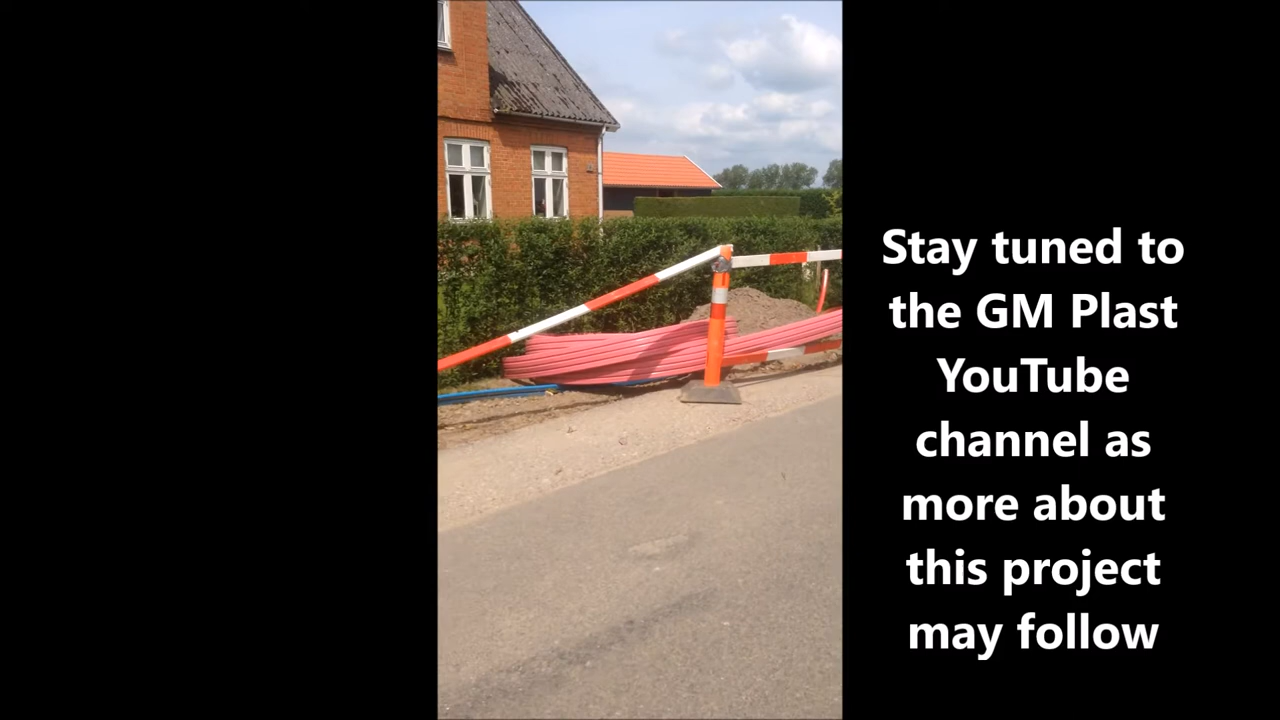 Stay tuned to
the GM Plast
YouTube
channel as
more about
this project
may follow